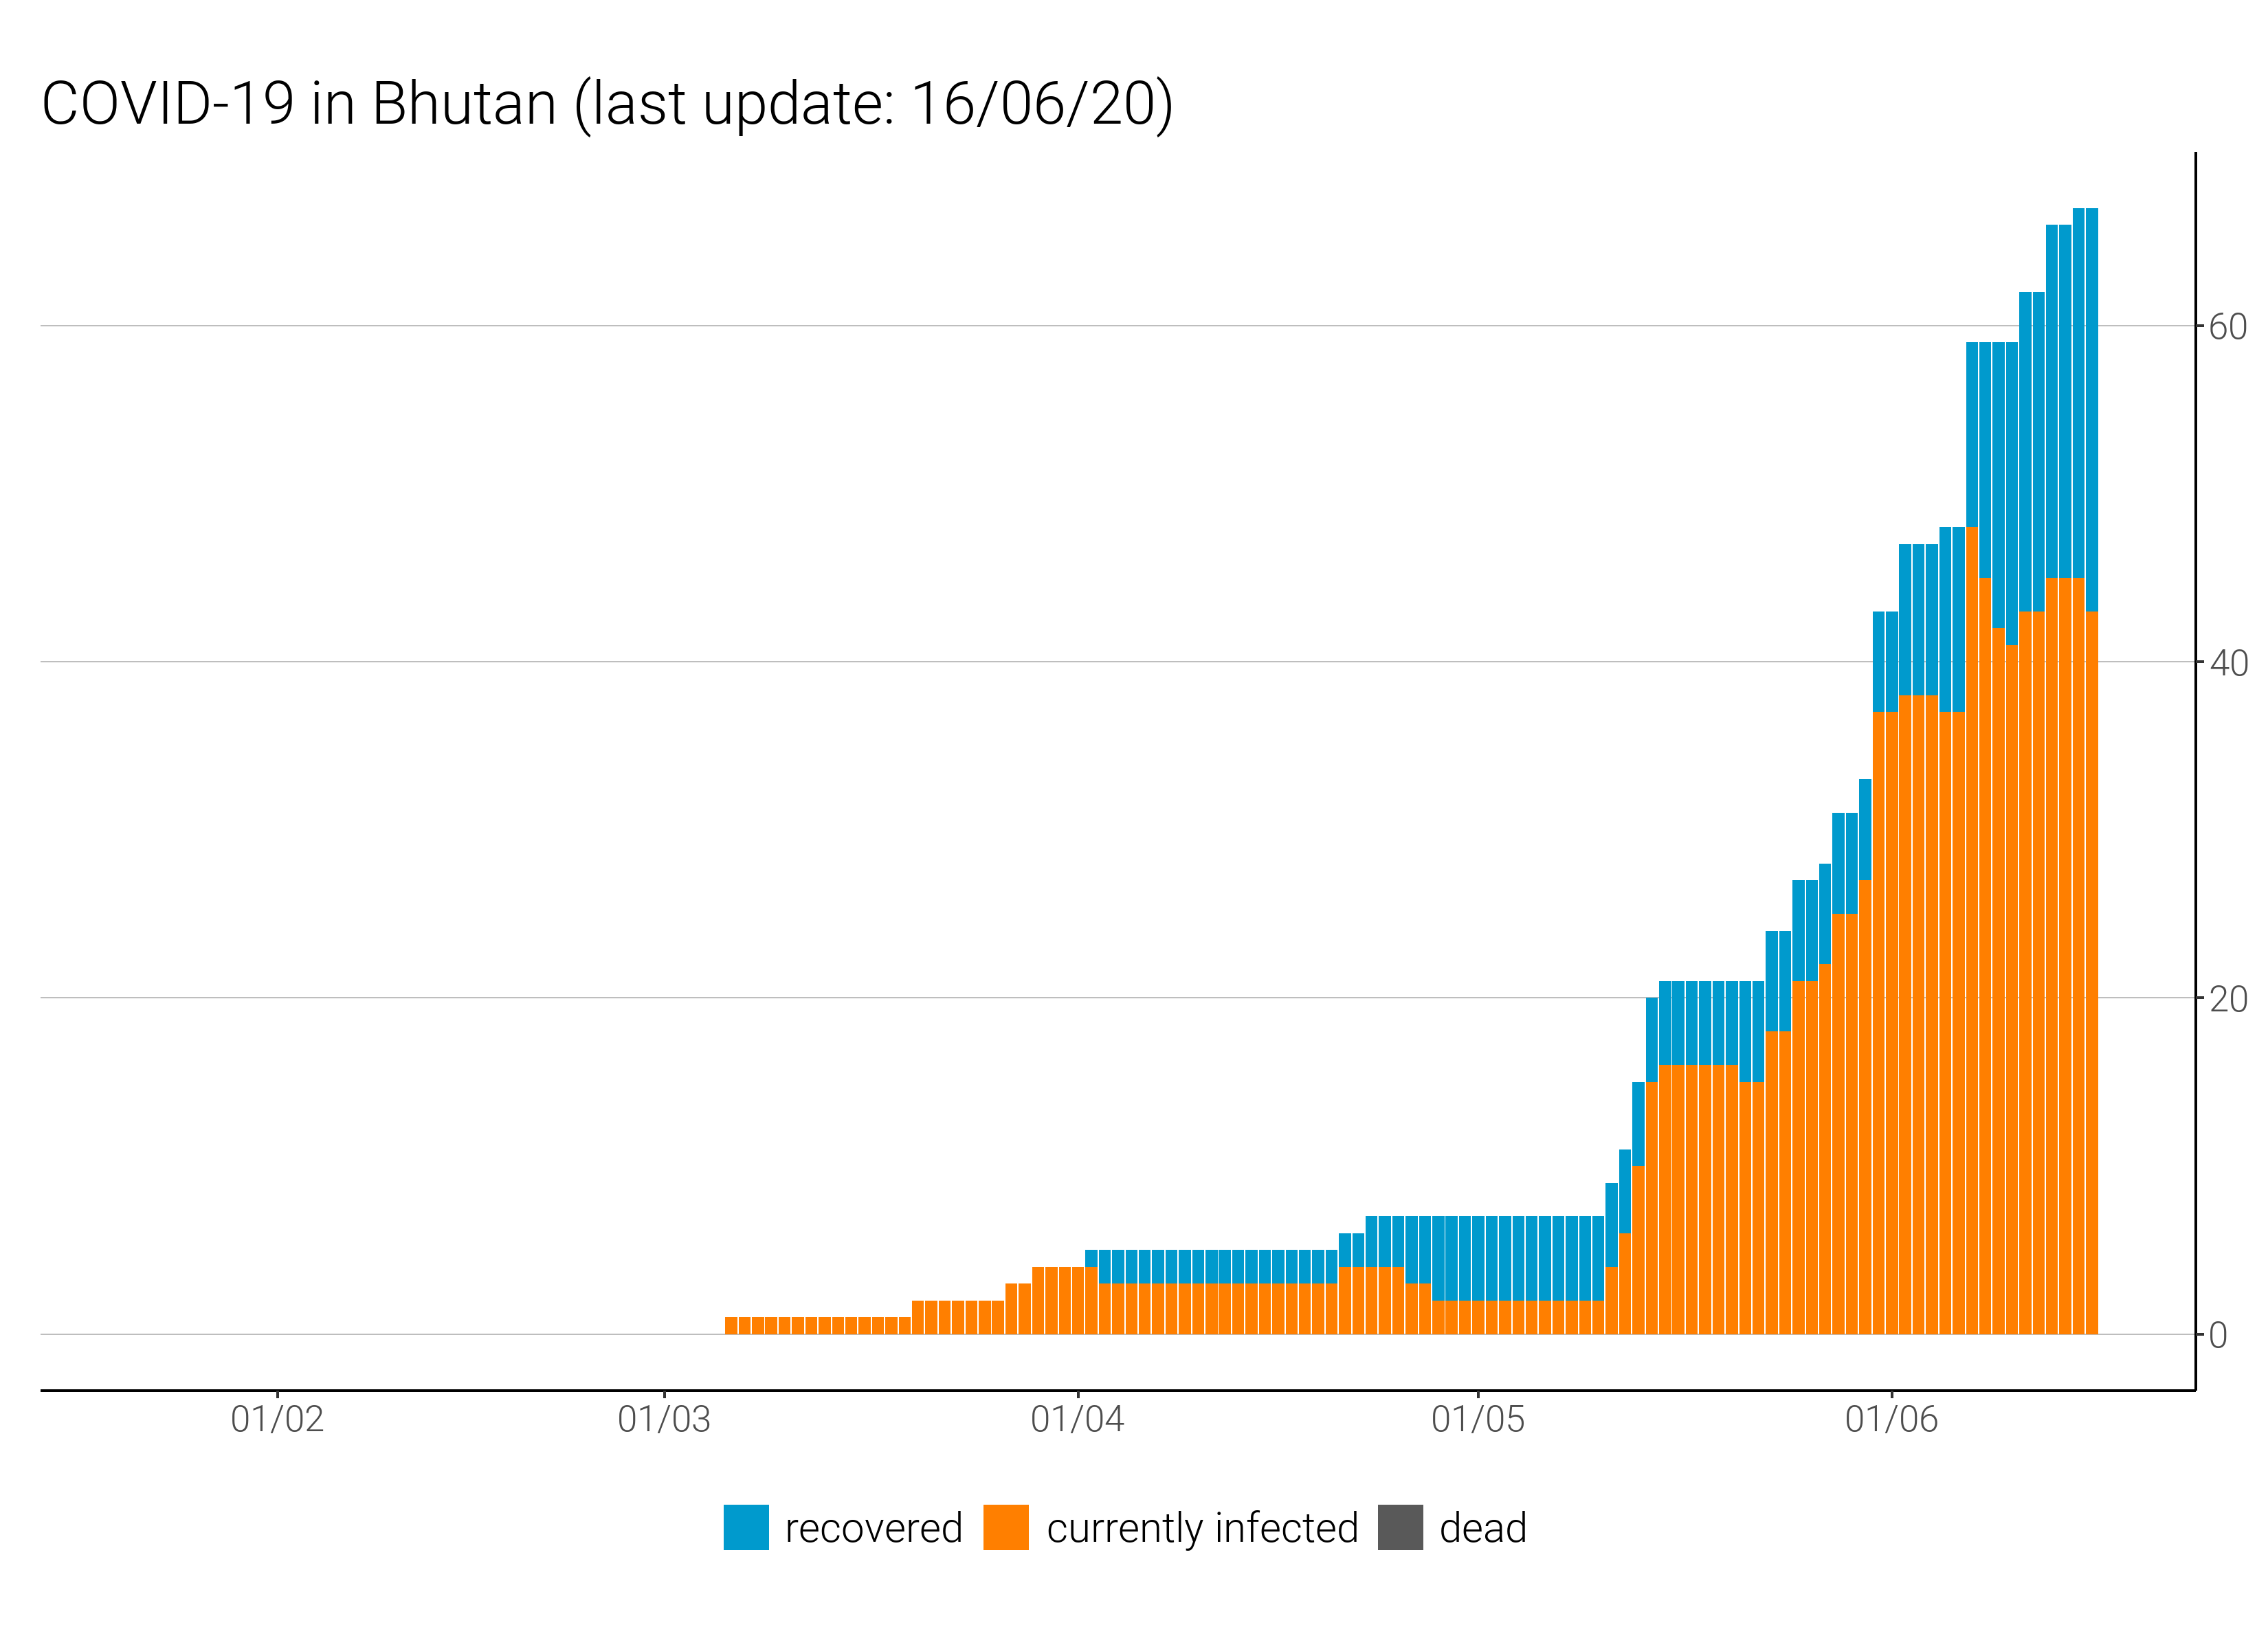 COVID-19 in Bhutan (last update: 16/06/20)
60
40
20
0
01/02 01/03 01/04 01/05 01/06
recovered currently infected dead